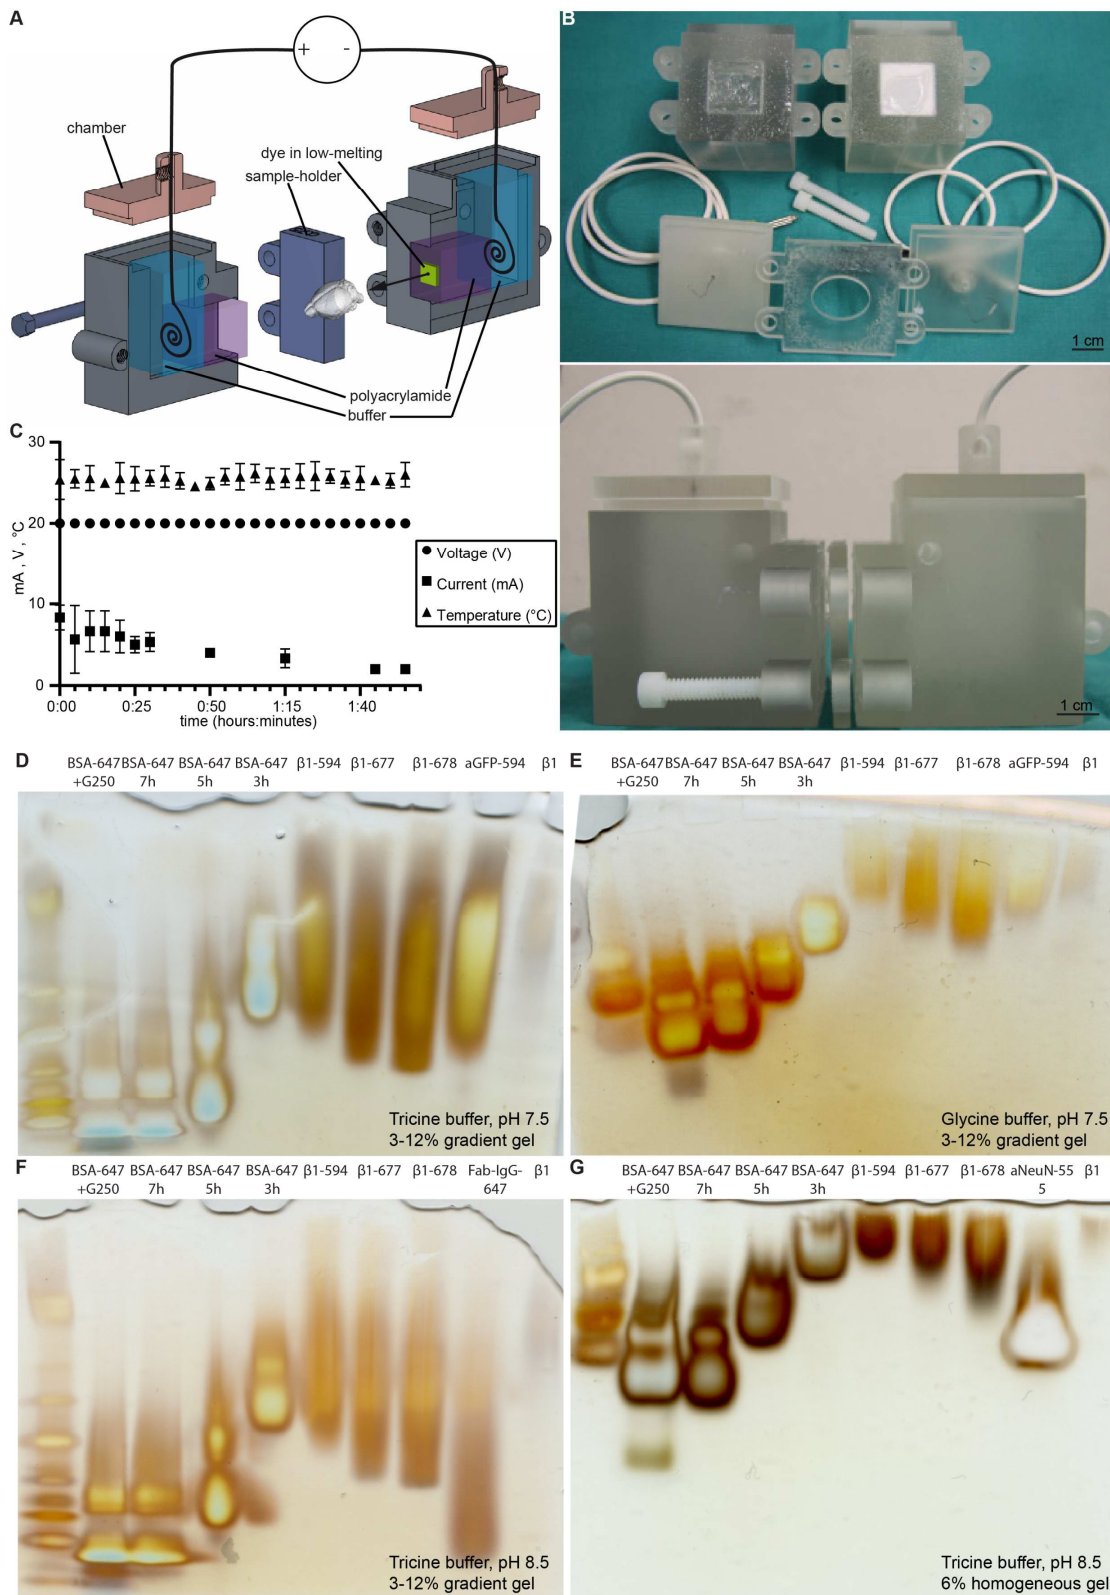 A
+ -
chamber
dye in low-melting
sample-holder
polyacrylamide
buffer
B
1 cm
1 cm
C
30
20
10
0
mA , V , °C
0:00 0:25 0:50 1:15 1:40
time (hours:minutes)
Voltage (V)
Current (mA)
Temperature (°C)
D
BSA-647 BSA-647 BSA-647 BSA-647 β1-594 β1-677 β1-678 aGFP-594 β1
+G250 7h 5h 3h
Tricine buffer, pH 7.5
3-12% gradient gel
E
BSA-647 BSA-647 BSA-647 BSA-647 β1-594 β1-677 β1-678 aGFP-594 β1
+G250 7h 5h 3h
Glycine buffer, pH 7.5
3-12% gradient gel
F
BSA-647 BSA-647 BSA-647 BSA-647 β1-594 β1-677 β1-678 Fab-IgG- β1
+G250 7h 5h 3h 647
Tricine buffer, pH 8.5
3-12% gradient gel
G
BSA-647 BSA-647 BSA-647 BSA-647 β1-594 β1-677 β1-678 aNeuN-55 β1
+G250 7h 5h 3h 5
Tricine buffer, pH 8.5
6% homogeneous gel